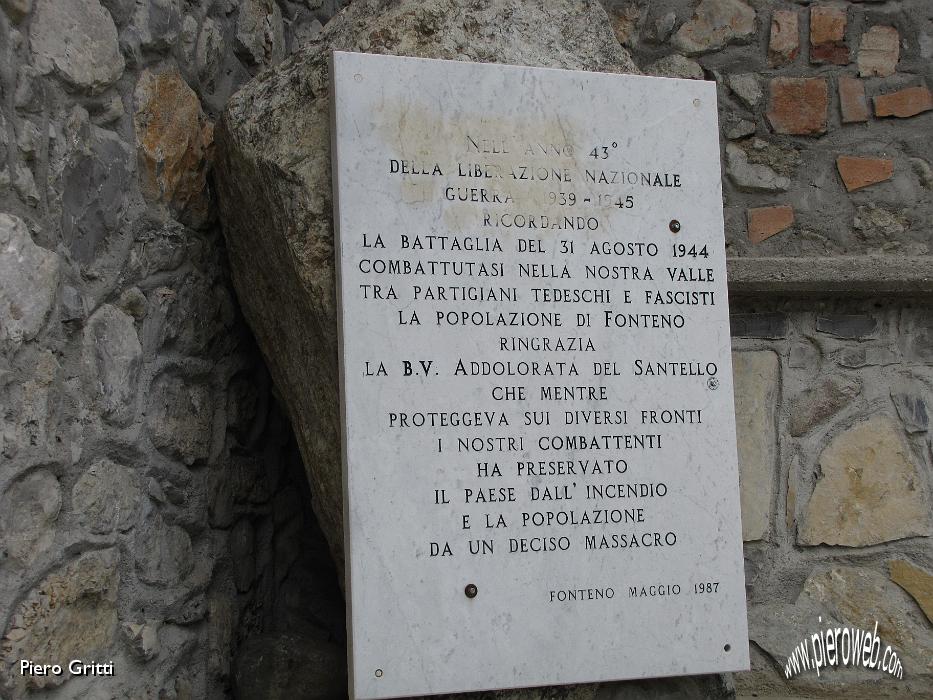 NELL'ANNO 43°
DELLA LIBERAZIONE NAZIONALE
GUERRA 1939-1945
RICORDANDO
LA BATTAGLIA DEL 31 AGOSTO 1944
COMBATTUTASI NELLA NOSTRA VALLE
TRA PARTIGIANI TEDESCHI E FASCISTI
LA POPOLAZIONE DI FONTENO
RINGRAZIA
LA B.V. ADDOLORATA DEL SANTELLO
CHE MENTRE
PROTEGGEVA SUI DIVERSI FRONTI
I NOSTRI COMBATTENTI
HA PRESERVATO
IL PAESE DALL'INCENDIO
E LA POPOLAZIONE
DA UN DECISO MASSACRO
FONTENO MAGGIO 1987
Piero Gritti
www.pieroweb.com